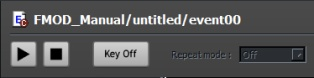 FMOD_Manual/untitled/event00
Key Off Repeat mode : Off